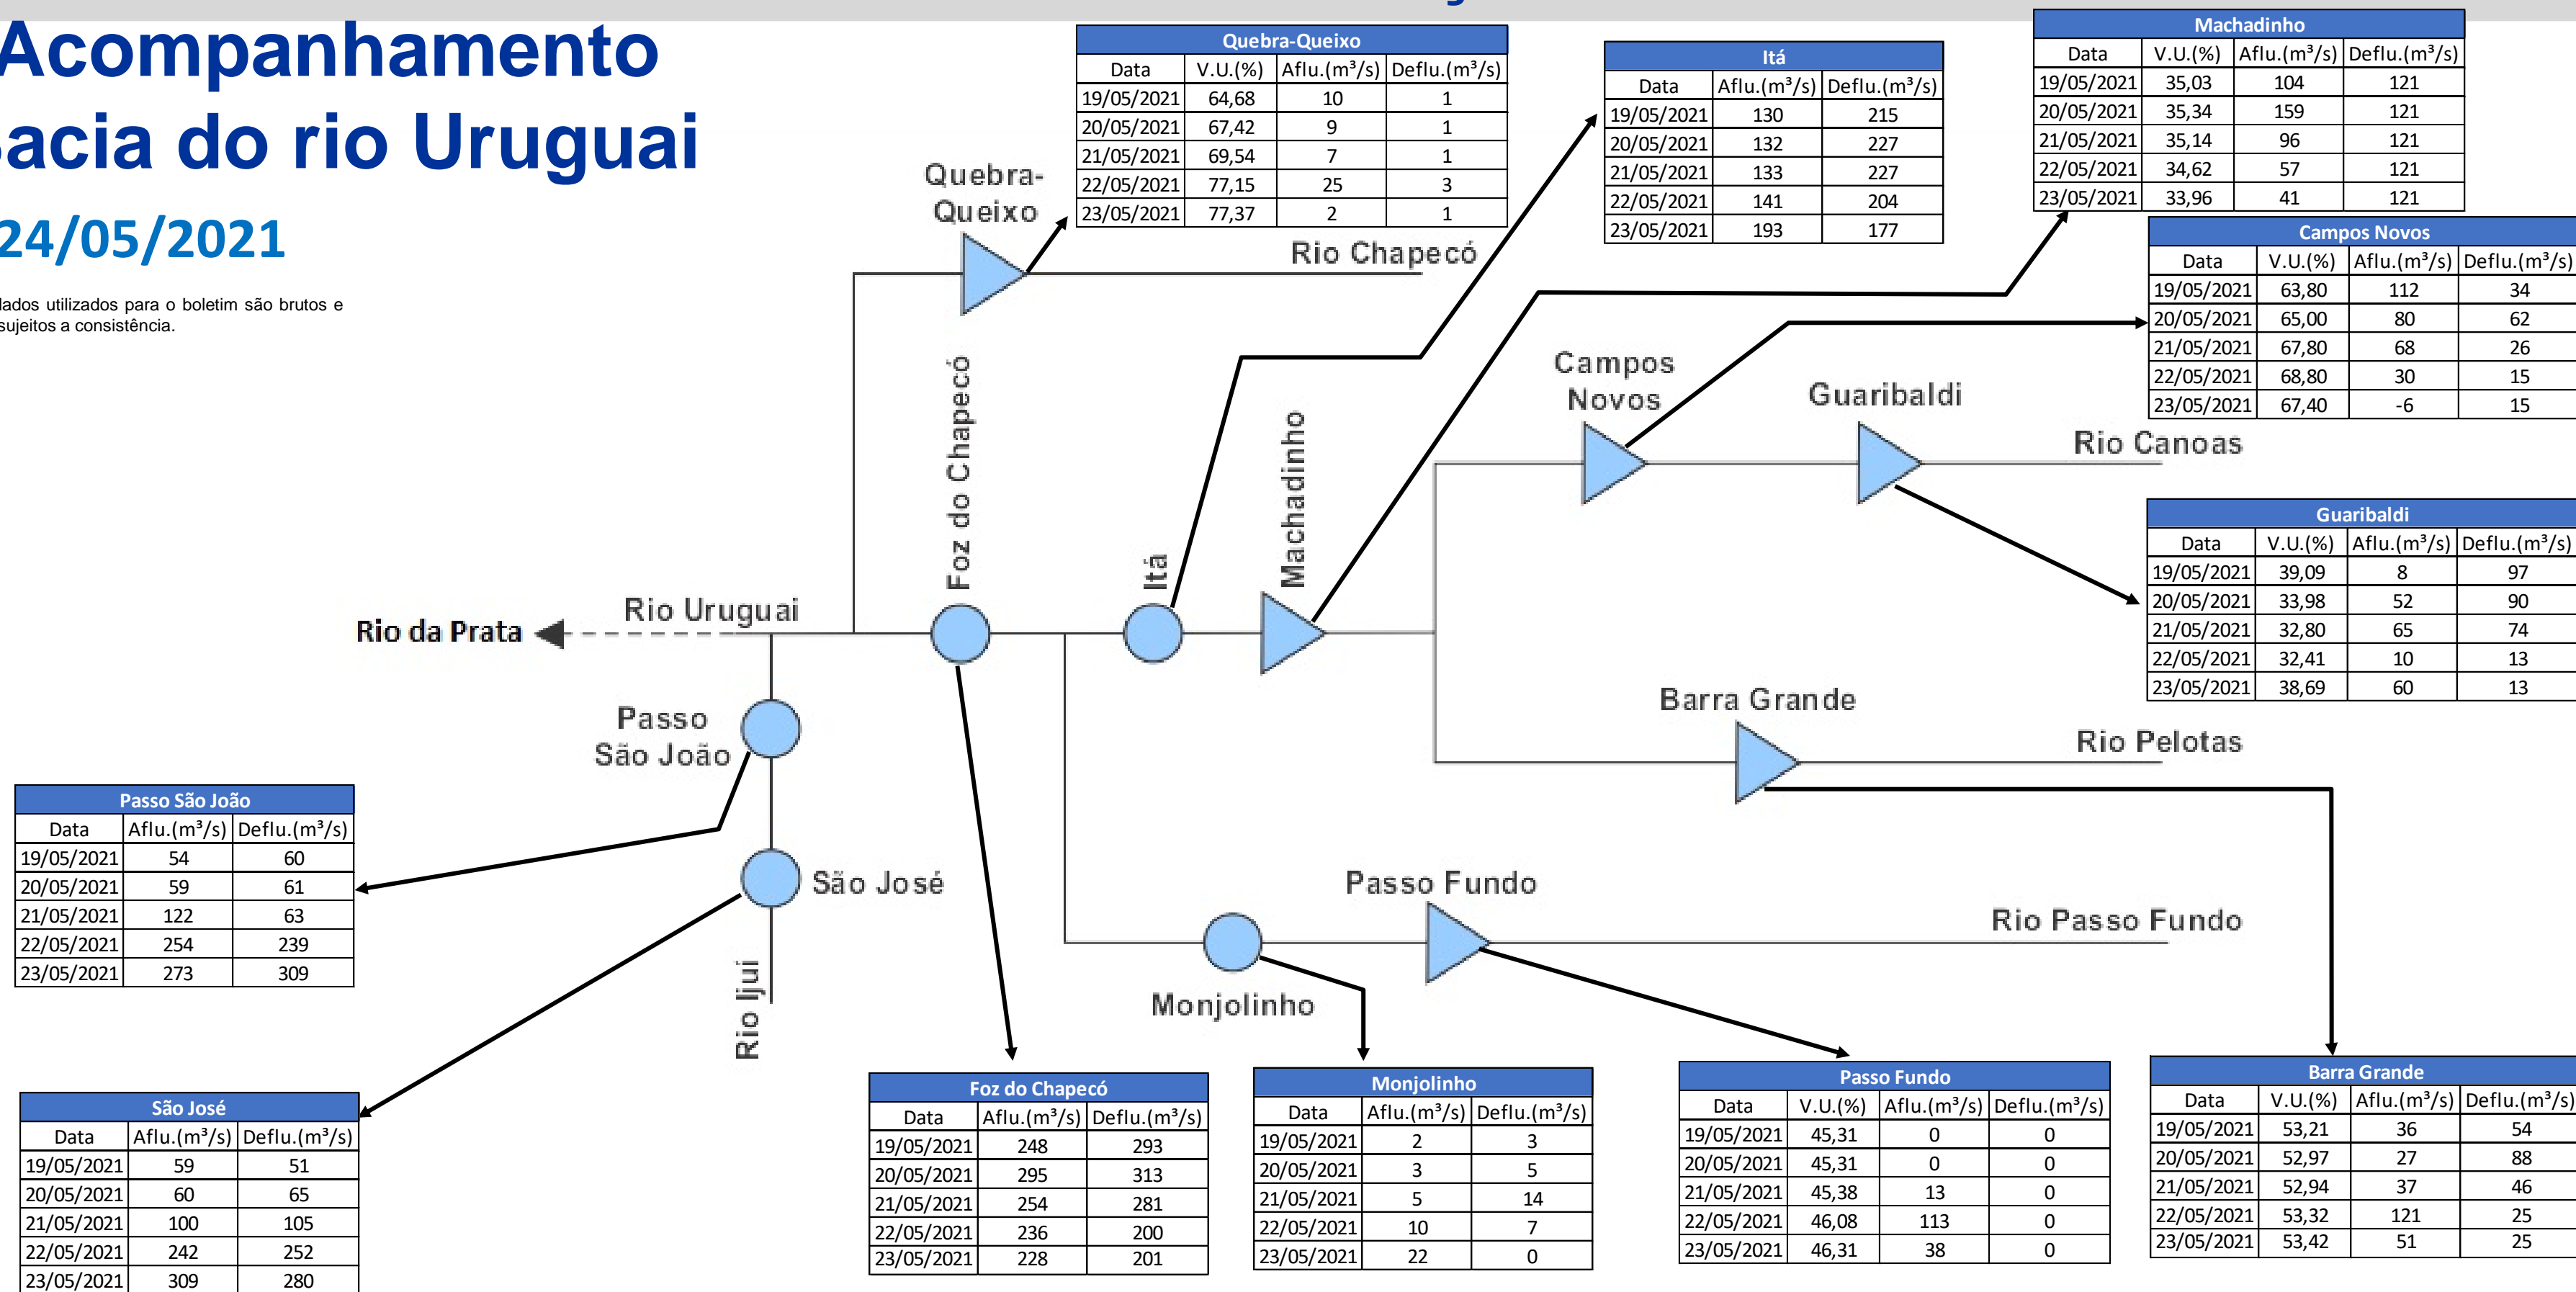 Acompanhamento
Bacia do rio Uruguai
24/05/2021
dados utilizados para o boletim são brutos e
sujeitos a consistência.
Quebra-Queixo
Data V.U.(%) Aflu.(m³/s) Deflu.(m³/s)
19/05/2021 64,68 10 1
20/05/2021 67,42 9 1
21/05/2021 69,54 7 1
22/05/2021 77,15 25 3
23/05/2021 77,37 2 1
Itá
Data Aflu.(m³/s) Deflu.(m³/s)
19/05/2021 130 215
20/05/2021 132 227
21/05/2021 133 227
22/05/2021 141 204
23/05/2021 193 177
Machadinho
Data V.U.(%) Aflu.(m³/s) Deflu.(m³/s)
19/05/2021 35,03 104 121
20/05/2021 35,34 159 121
21/05/2021 35,14 96 121
22/05/2021 34,62 57 121
23/05/2021 33,96 41 121
Campos Novos
Data V.U.(%) Aflu.(m³/s) Deflu.(m³/s)
19/05/2021 63,80 112 34
20/05/2021 65,00 80 62
21/05/2021 67,80 68 26
22/05/2021 68,80 30 15
23/05/2021 67,40 -6 15
Quebra-
Queixo
Rio Chapecó
Foz do Chapecó
Itá
Machadinho
Campos
Novos
Guaribaldi
Rio Canoas
Guaribaldi
Data V.U.(%) Aflu.(m³/s) Deflu.(m³/s)
19/05/2021 39,09 8 97
20/05/2021 33,98 52 90
21/05/2021 32,80 65 74
22/05/2021 32,41 10 13
23/05/2021 38,69 60 13
Rio da Prata
Rio Uruguai
Passo
São João
Barra Grande
Rio Pelotas
São José
Rio Ijui
Passo Fundo
Rio Passo Fundo
Monjolinho
Passo São João
Data Aflu.(m³/s) Deflu.(m³/s)
19/05/2021 54 60
20/05/2021 59 61
21/05/2021 122 63
22/05/2021 254 239
23/05/2021 273 309
São José
Data Aflu.(m³/s) Deflu.(m³/s)
19/05/2021 59 51
20/05/2021 60 65
21/05/2021 100 105
22/05/2021 242 252
23/05/2021 309 280
Foz do Chapecó
Data Aflu.(m³/s) Deflu.(m³/s)
19/05/2021 248 293
20/05/2021 295 313
21/05/2021 254 281
22/05/2021 236 200
23/05/2021 228 201
Monjolinho
Data Aflu.(m³/s) Deflu.(m³/s)
19/05/2021 2 3
20/05/2021 3 5
21/05/2021 5 14
22/05/2021 10 7
23/05/2021 22 0
Passo Fundo
Data V.U.(%) Aflu.(m³/s) Deflu.(m³/s)
19/05/2021 45,31 0 0
20/05/2021 45,31 0 0
21/05/2021 45,38 13 0
22/05/2021 46,08 113 0
23/05/2021 46,31 38 0
Barra Grande
Data V.U.(%) Aflu.(m³/s) Deflu.(m³/s)
19/05/2021 53,21 36 54
20/05/2021 52,97 27 88
21/05/2021 52,94 37 46
22/05/2021 53,32 121 25
23/05/2021 53,42 51 25